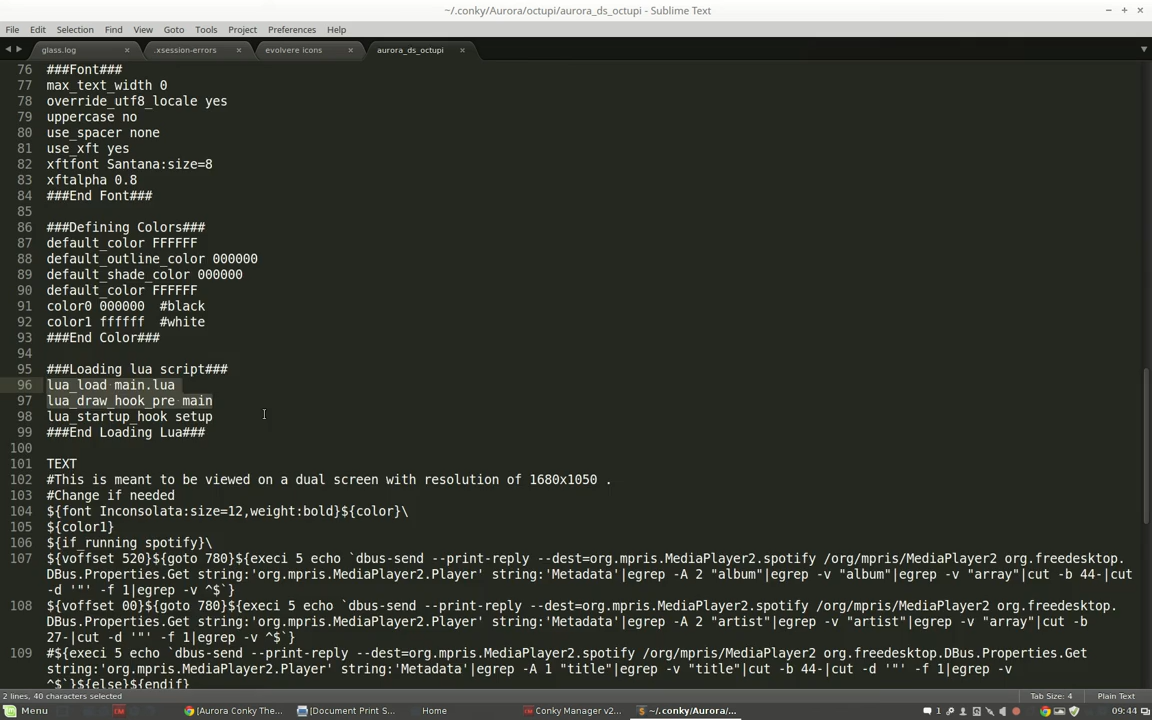 ~/.conky/Aurora/octupi/aurora_ds_octupi - Sublime Text
File Edit Selection Find View Goto Tools Project Preferences Help
glass.log × .xsession-errors × evolvere icons × aurora_ds_octupi ×
76 ###Font###
77 max_text_width 0
78 override_utf8_locale yes
79 uppercase no
80 use_spacer none
81 use_xft yes
82 xftfont Santana:size=8
83 xftalpha 0.8
84 ###End Font###
85
86 ###Defining Colors###
87 default_color FFFFFF
88 default_outline_color 000000
89 default_shade_color 000000
90 default_color FFFFFF
91 color0 000000  #black
92 color1 ffffff  #white
93 ###End Color###
94
95 ###Loading lua script###
96 lua_load main.lua
97 lua_draw_hook_pre main
98 lua_startup_hook setup
99 ###End Loading Lua###
100
101 TEXT
102 #This is meant to be viewed on a dual screen with resolution of 1680x1050 .
103 #Change if needed
104 ${font Inconsolata:size=12,weight:bold}${color}\
105 ${color1}
106 ${if_running spotify}\
107 ${voffset 520}${goto 780}${execi 5 echo `dbus-send --print-reply --dest=org.mpris.MediaPlayer2.spotify /org/mpris/MediaPlayer2 org.freedesktop.
DBus.Properties.Get string:'org.mpris.MediaPlayer2.Player' string:'Metadata'|egrep -A 2 "album"|egrep -v "album"|egrep -v "array"|cut -b 44-|cut
-d '"' -f 1|egrep -v ^$`}
108 ${voffset 00}${goto 780}${execi 5 echo `dbus-send --print-reply --dest=org.mpris.MediaPlayer2.spotify /org/mpris/MediaPlayer2 org.freedesktop.
DBus.Properties.Get string:'org.mpris.MediaPlayer2.Player' string:'Metadata'|egrep -A 2 "artist"|egrep -v "artist"|egrep -v "array"|cut -b
27-|cut -d '"' -f 1|egrep -v ^$`}
109 #${execi 5 echo `dbus-send --print-reply --dest=org.mpris.MediaPlayer2.spotify /org/mpris/MediaPlayer2 org.freedesktop.DBus.Properties.Get
string:'org.mpris.MediaPlayer2.Player' string:'Metadata'|egrep -A 1 "title"|egrep -v "title"|cut -b 44-|cut -d '"' -f 1|egrep -v
^$`}${else}${endif}
2 lines, 40 characters selected Tab Size: 4 Plain Text
Menu [Aurora Conky The... [Document Print S... Home Conky Manager v2... ~/.conky/Aurora/... 1 09:44